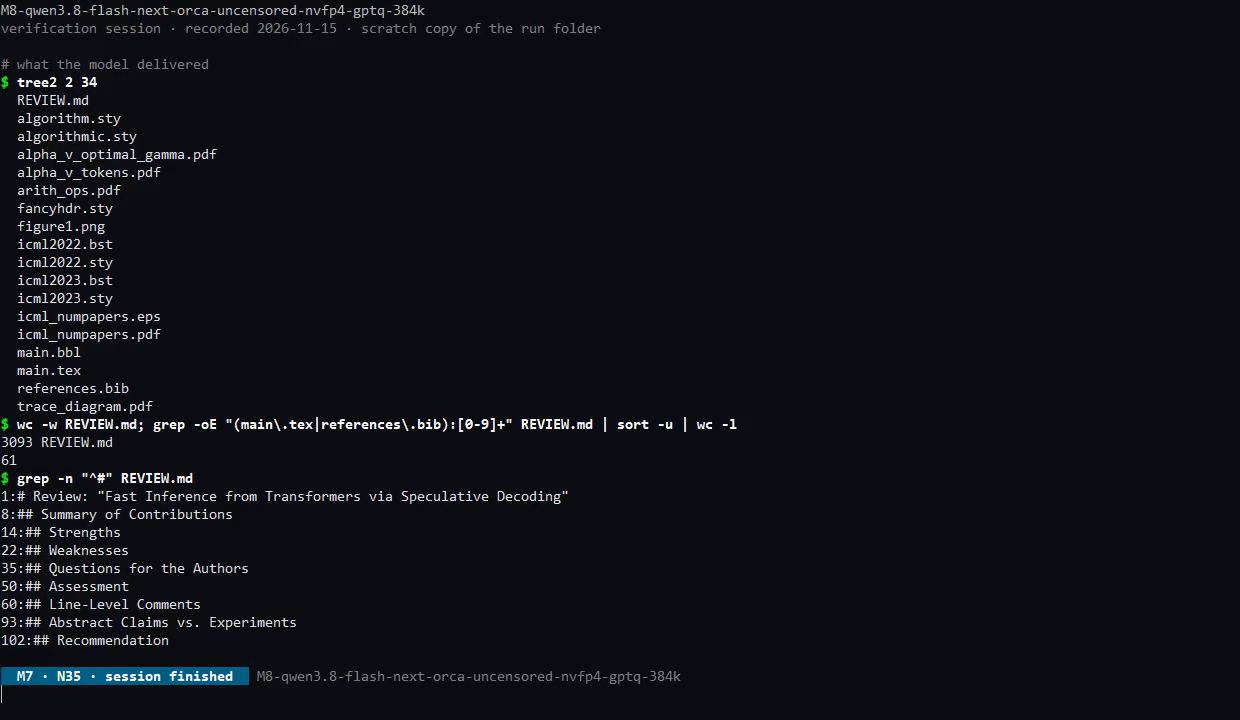 M8-qwen3.8-flash-next-orca-uncensored-nvfp4-gptq-384k
verification session · recorded 2026-11-15 · scratch copy of the run folder
# what the model delivered
$ tree2 2 34
REVIEW.md
algorithm.sty
algorithmic.sty
alpha_v_optimal_gamma.pdf
alpha_v_tokens.pdf
arith_ops.pdf
fancyhdr.sty
figure1.png
icml2022.bst
icml2022.sty
icml2023.bst
icml2023.sty
icml_numpapers.eps
icml_numpapers.pdf
main.bbl
main.tex
references.bib
trace_diagram.pdf
$ wc -w REVIEW.md; grep -oE "(main\.tex|references\.bib):[0-9]+" REVIEW.md | sort -u | wc -l
3093 REVIEW.md
61
$ grep -n "^#" REVIEW.md
1:# Review: "Fast Inference from Transformers via Speculative Decoding"
8:## Summary of Contributions
14:## Strengths
22:## Weaknesses
35:## Questions for the Authors
50:## Assessment
60:## Line-Level Comments
93:## Abstract Claims vs. Experiments
102:## Recommendation
M7 · N35 · session finished M8-qwen3.8-flash-next-orca-uncensored-nvfp4-gptq-384k